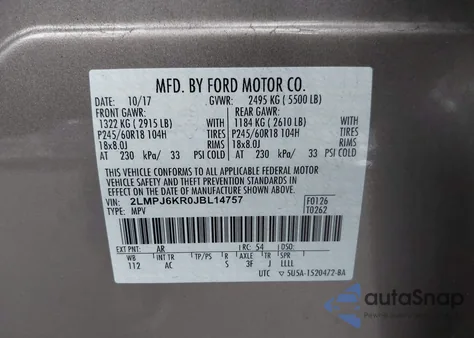 MFD. BY FORD MOTOR CO.
DATE: 10/17 GVWR: 2495 KG ( 5500 LB)
FRONT GAWR: REAR GAWR:
1322 KG ( 2915 LB) 1184 KG ( 2610 LB)
P245/60R18 104H TIRES P245/60R18 104H TIRES
18x8.0J RIMS 18x8.0J RIMS
AT 230 kPa/ 33 PSI COLD AT 230 kPa/ 33 PSI COLD
THIS VEHICLE CONFORMS TO ALL APPLICABLE FEDERAL MOTOR
VEHICLE SAFETY AND THEFT PREVENTION STANDARDS IN
EFFECT ON THE DATE OF MANUFACTURE SHOWN ABOVE.
VIN: 2LMPJ6KR0JBL14757 F0126
TYPE: MPV T0262
EXT PNT: AR RC: 54 DSO:
WB INT TR TP/PS R AXLE TR SPR
112 AC S 3F J LLLL
UTC ▽ 5U5A-1520472-BA
autoSnap